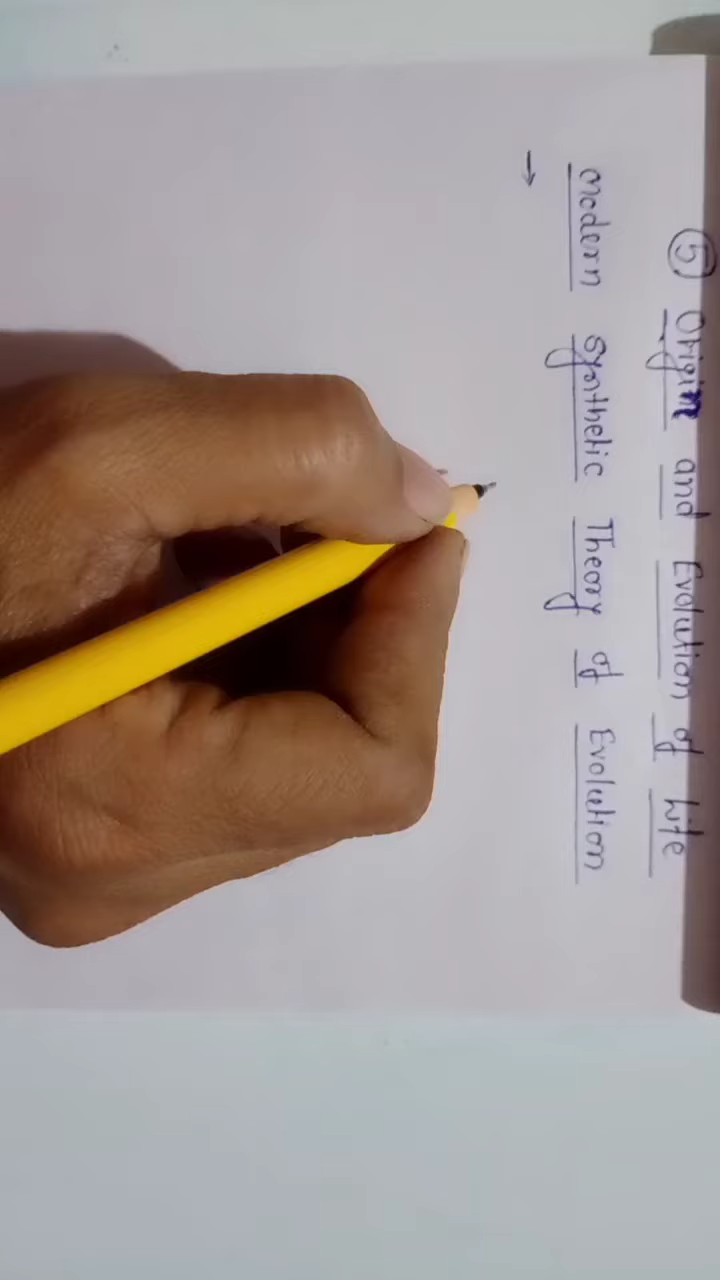 ⑤ Origin and Evolution of Life
Modern Synthetic Theory of Evolution
→